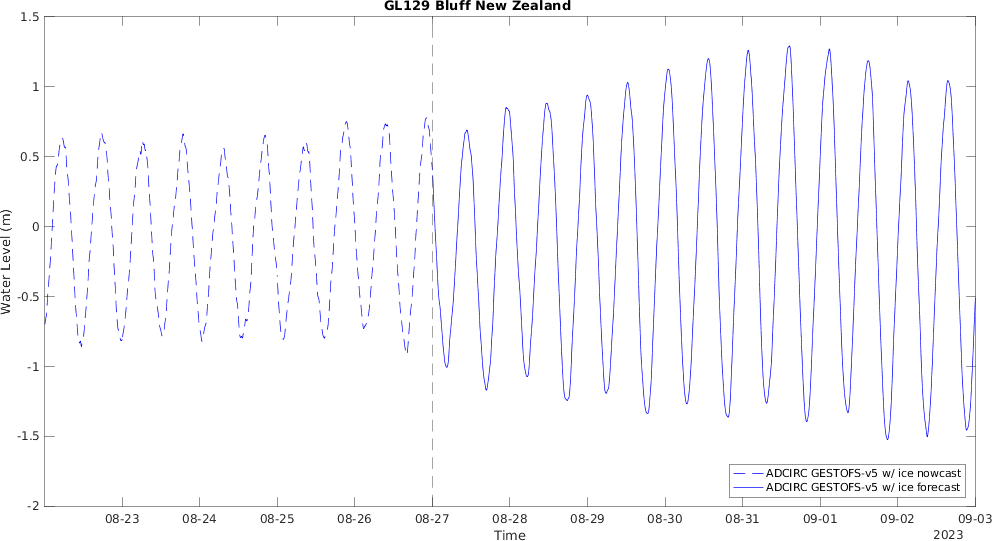 GL129 Bluff New Zealand
1.5
1
0.5
0
-0.5
-1
-1.5
-2
Water Level (m)
ADCIRC GESTOFS-v5 w/ ice nowcast
ADCIRC GESTOFS-v5 w/ ice forecast
08-23 08-24 08-25 08-26 08-27 08-28 08-29 08-30 08-31 09-01 09-02 09-03
Time
2023